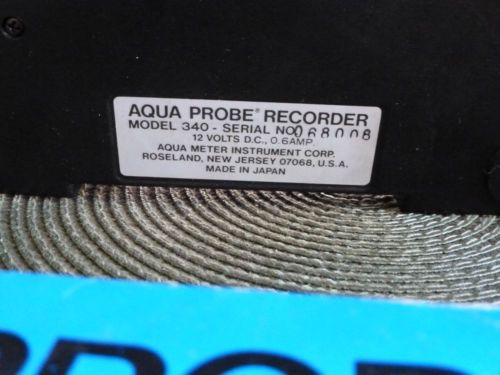 AQUA PROBE® RECORDER
MODEL 340 - SERIAL NO. 068008
12 VOLTS D.C., 0.6AMP
AQUA METER INSTRUMENT CORP.
ROSELAND, NEW JERSEY 07068, U.S.A.
MADE IN JAPAN